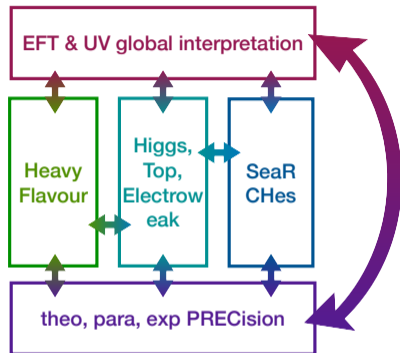 EFT & UV global interpretation
Heavy
Flavour
Higgs,
Top,
Electrow
eak
SeaR
CHes
theo, para, exp PRECision